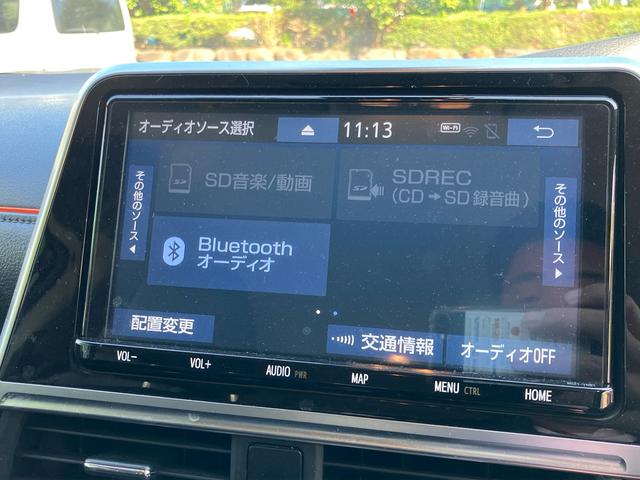 オーディオソース選択
11:13
Wi-Fi
その他のソース◀
SD音楽/動画
SDREC
(CD➡SD録音曲)
その他のソース▶
Bluetooth
オーディオ
配置変更
交通情報
オーディオOFF
VOL-
VOL+
AUDIO PWR
MAP
MENU CTRL
HOME